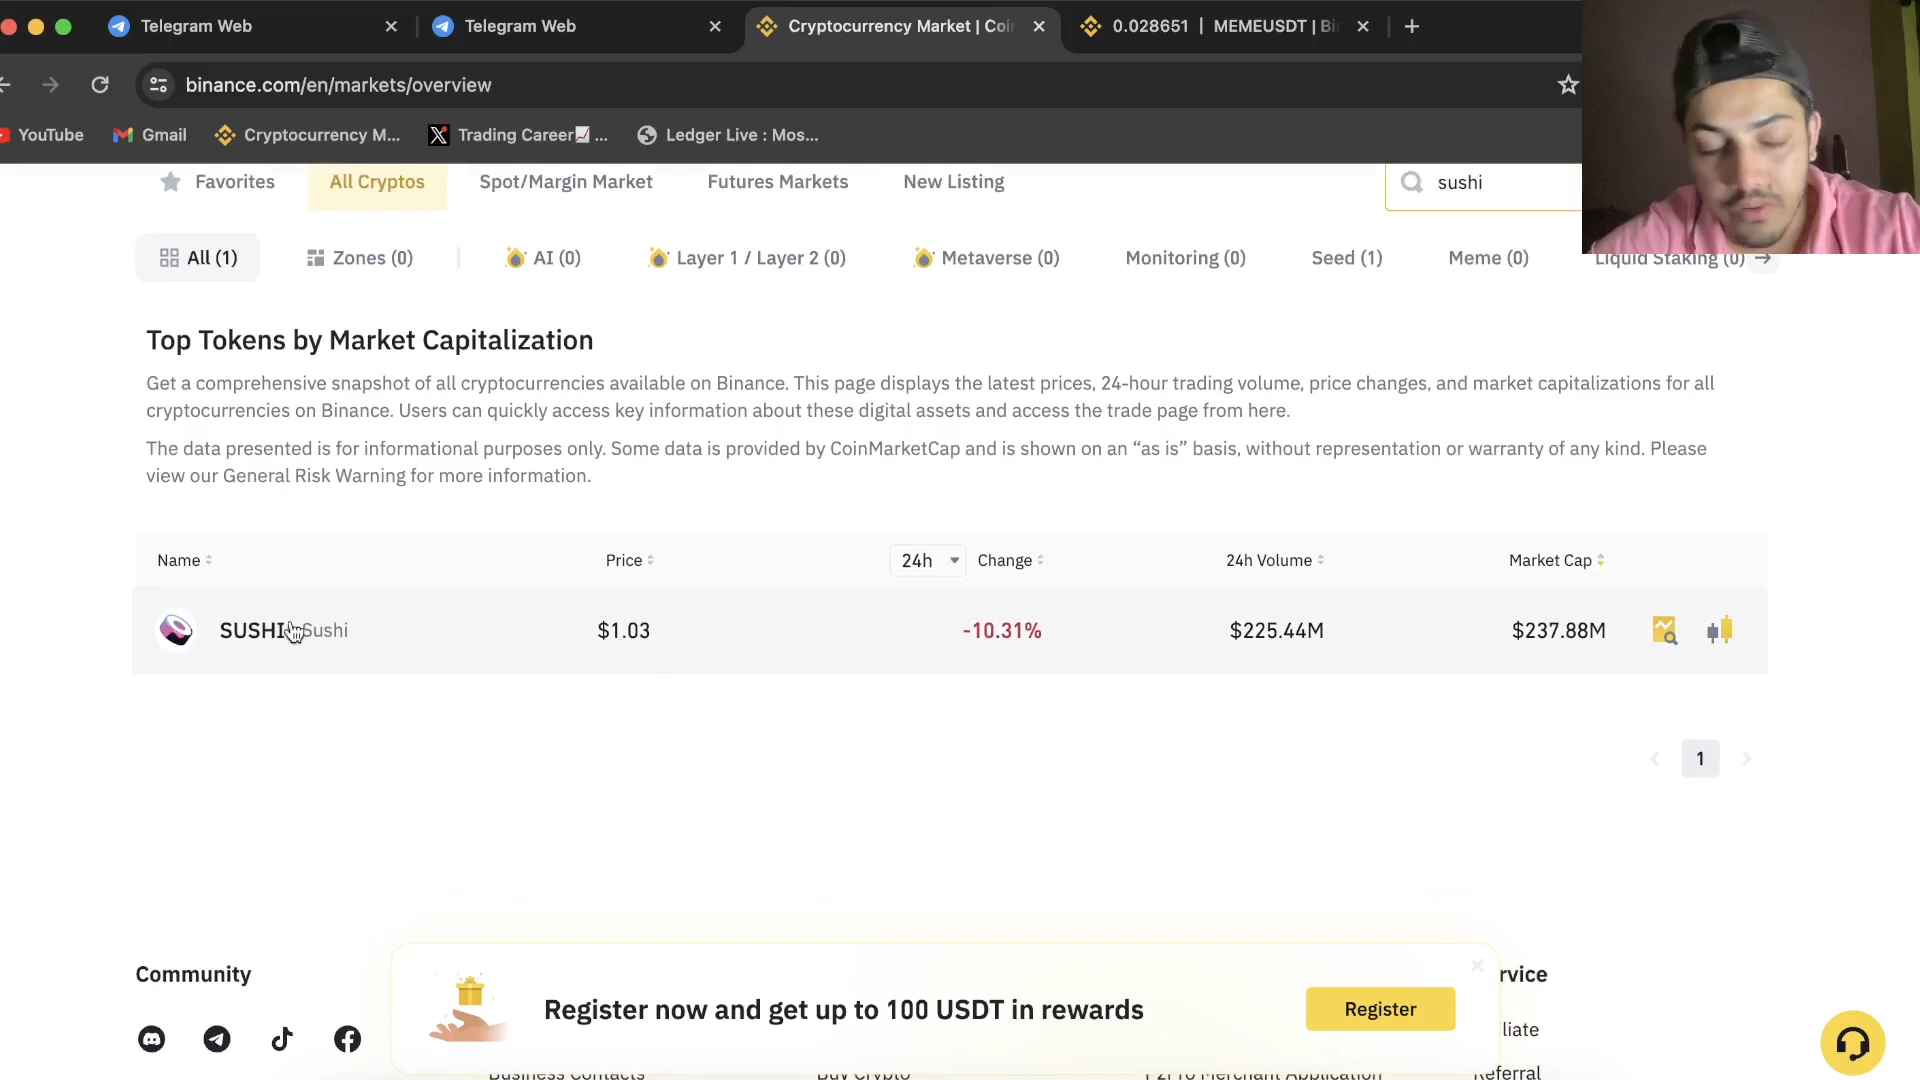 Telegram Web
Telegram Web
Cryptocurrency Market | Coi
0.028651 | MEMEUSDT | Bi
binance.com/en/markets/overview
YouTube
Gmail
Cryptocurrency M...
Trading Career📈 ...
Ledger Live : Mos...
Favorites
All Cryptos
Spot/Margin Market
Futures Markets
New Listing
sushi
All (1)
Zones (0)
AI (0)
Layer 1 / Layer 2 (0)
Metaverse (0)
Monitoring (0)
Seed (1)
Meme (0)
Liquid Staking (0)
Top Tokens by Market Capitalization
Get a comprehensive snapshot of all cryptocurrencies available on Binance. This page displays the latest prices, 24-hour trading volume, price changes, and market capitalizations for all
cryptocurrencies on Binance. Users can quickly access key information about these digital assets and access the trade page from here.
The data presented is for informational purposes only. Some data is provided by CoinMarketCap and is shown on an “as is” basis, without representation or warranty of any kind. Please
view our General Risk Warning for more information.
Name
Price
24h
Change
24h Volume
Market Cap
SUSHI
Sushi
$1.03
-10.31%
$225.44M
$237.88M
1
Community
rvice
Register now and get up to 100 USDT in rewards
Register
liate
Business Contacts
Buy Crypto
P2Pro Merchant Application
Referral